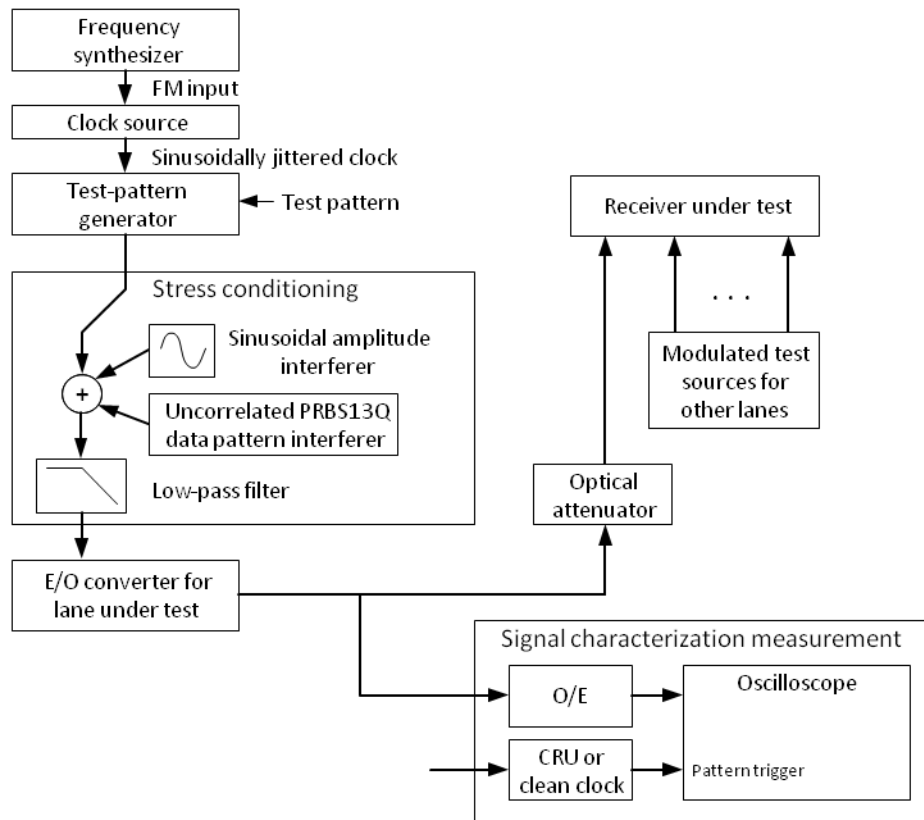 Frequency
synthesizer
FM input
Clock source
Sinusoidally jittered clock
Test-pattern
generator
Test pattern
Receiver under test
. . .
Modulated test
sources for
other lanes
Stress conditioning
Sinusoidal amplitude
interferer
+
Uncorrelated PRBS13Q
data pattern interferer
Low-pass filter
Optical
attenuator
E/O converter for
lane under test
Signal characterization measurement
O/E
Oscilloscope
CRU or
clean clock
Pattern trigger